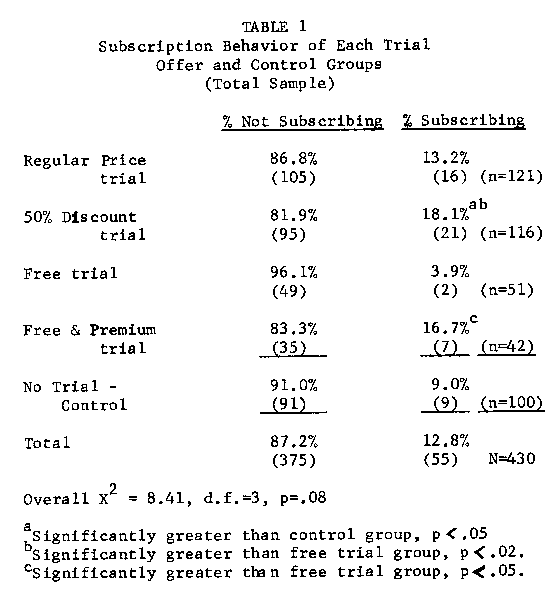 TABLE 1
Subscription Behavior of Each Trial
Offer and Control Groups
(Total Sample)
% Not Subscribing % Subscribing
Regular Price 86.8% 13.2%
trial (105) (16) (n=121)
50% Discount 81.9% 18.1%ab
trial (95) (21) (n=116)
Free trial 96.1% 3.9%
(49) (2) (n=51)
Free & Premium 83.3% 16.7%c
trial (35) (7) (n=42)
No Trial - 91.0% 9.0%
Control (91) (9) (n=100)
Total 87.2% 12.8%
(375) (55) N=430
Overall X2 = 8.41, d.f.=3, p=.08
aSignificantly greater than control group, p<.05
bSignificantly greater than free trial group, p<.02.
cSignificantly greater than free trial group, p<.05.